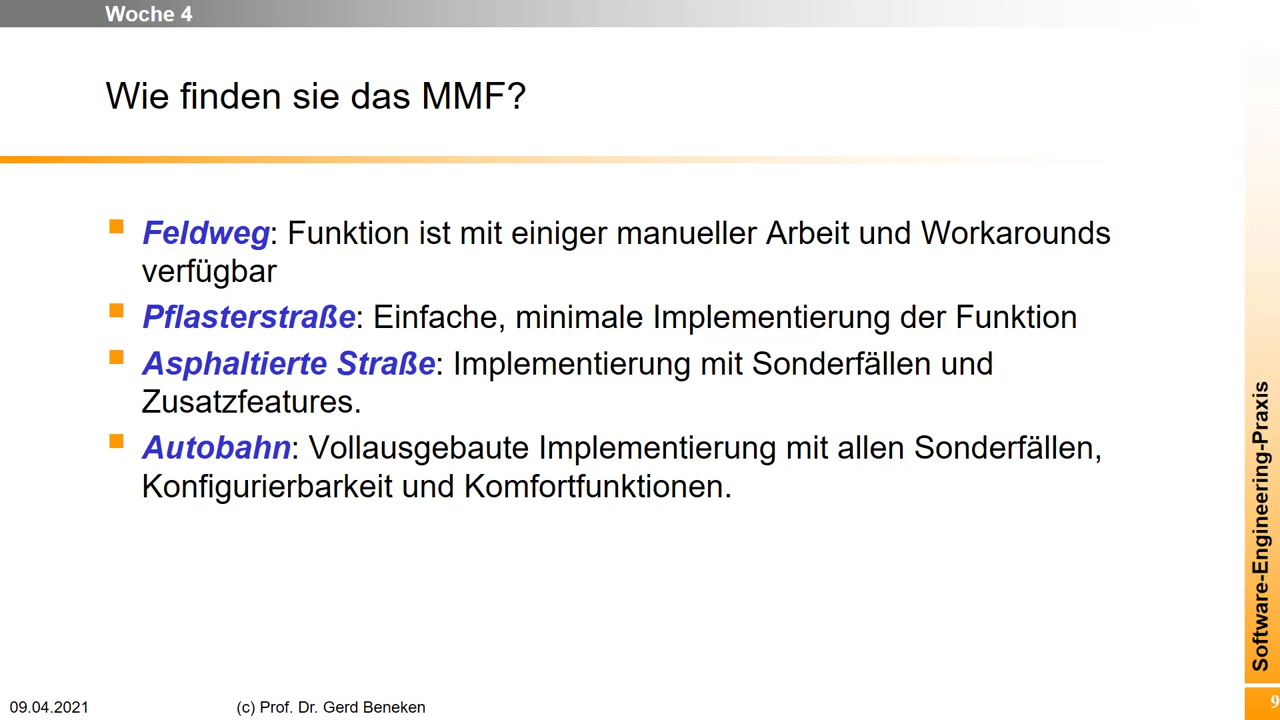 Woche 4
Wie finden sie das MMF?
Feldweg: Funktion ist mit einiger manueller Arbeit und Workarounds
verfügbar
Pflasterstraße: Einfache, minimale Implementierung der Funktion
Asphaltierte Straße: Implementierung mit Sonderfällen und
Zusatzfeatures.
Autobahn: Vollausgebaute Implementierung mit allen Sonderfällen,
Konfigurierbarkeit und Komfortfunktionen.
Software-Engineering-Praxis
09.04.2021
(c) Prof. Dr. Gerd Beneken
9